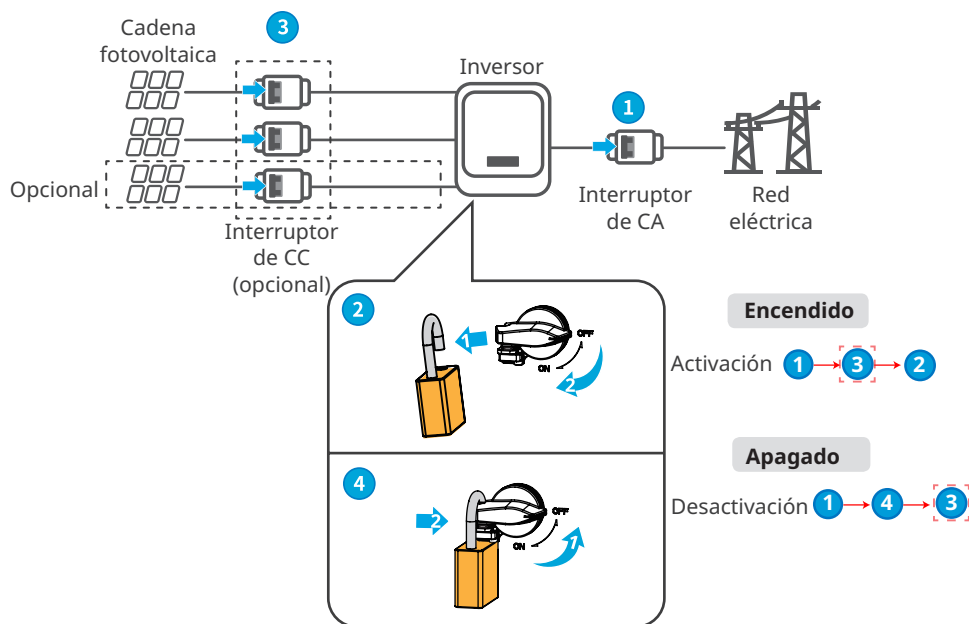 Cadena
fotovoltaica
3
Inversor
1
Opcional
Interruptor
de CC
(opcional)
Interruptor
de CA
Red
eléctrica
2
1
OFF
ON
2
4
2
OFF
ON
1
Encendido
Activación 1 3 2
Apagado
Desactivación 1 4 3